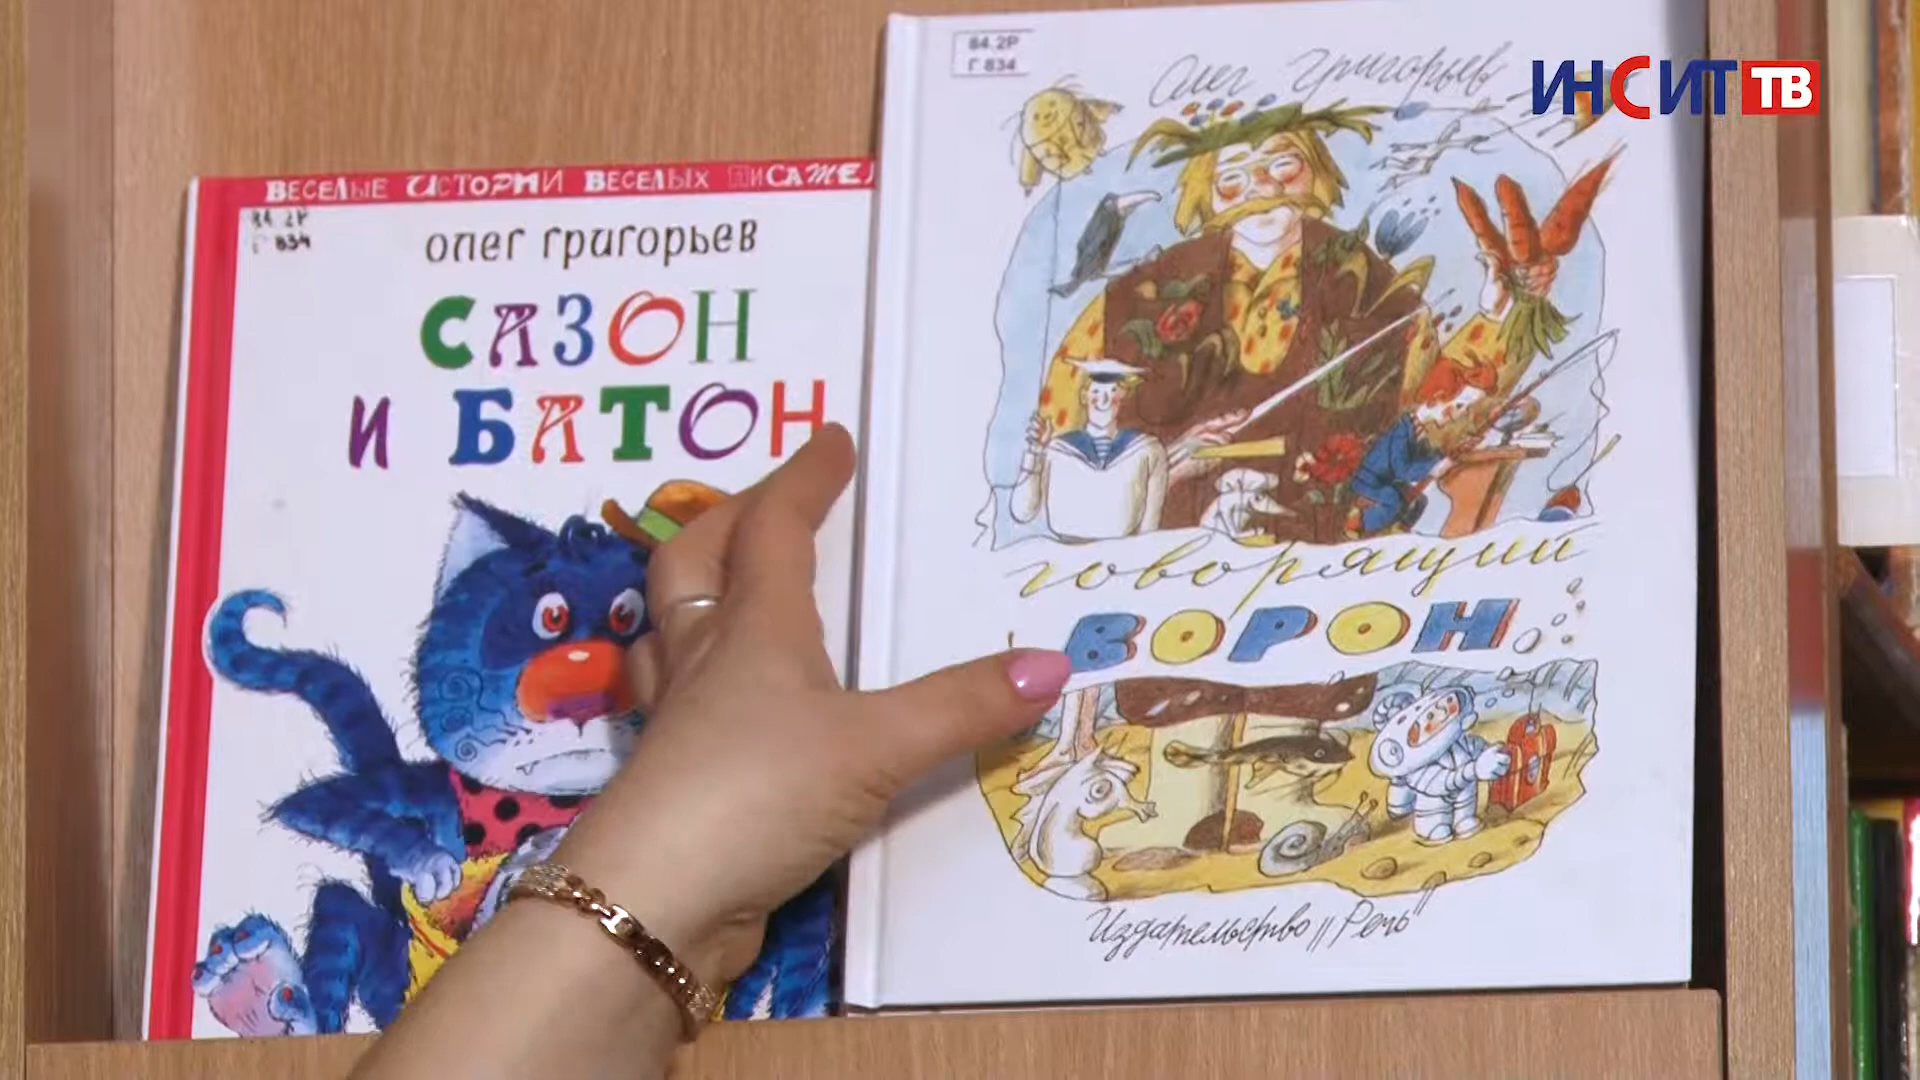 ВЕСЕЛЫЕ ИСТОРИИ ВЕСЕЛЫХ ПИСАТЕЛ
84.2Р
Г 834
ОЛЕГ ГРИГОРЬЕВ
САЗОН
И БАТОН
84.2Р
Г 834
Олег Григорьев
говорящий
ВОРОН
Издательство "Речь"
ИНСИТ ТВ